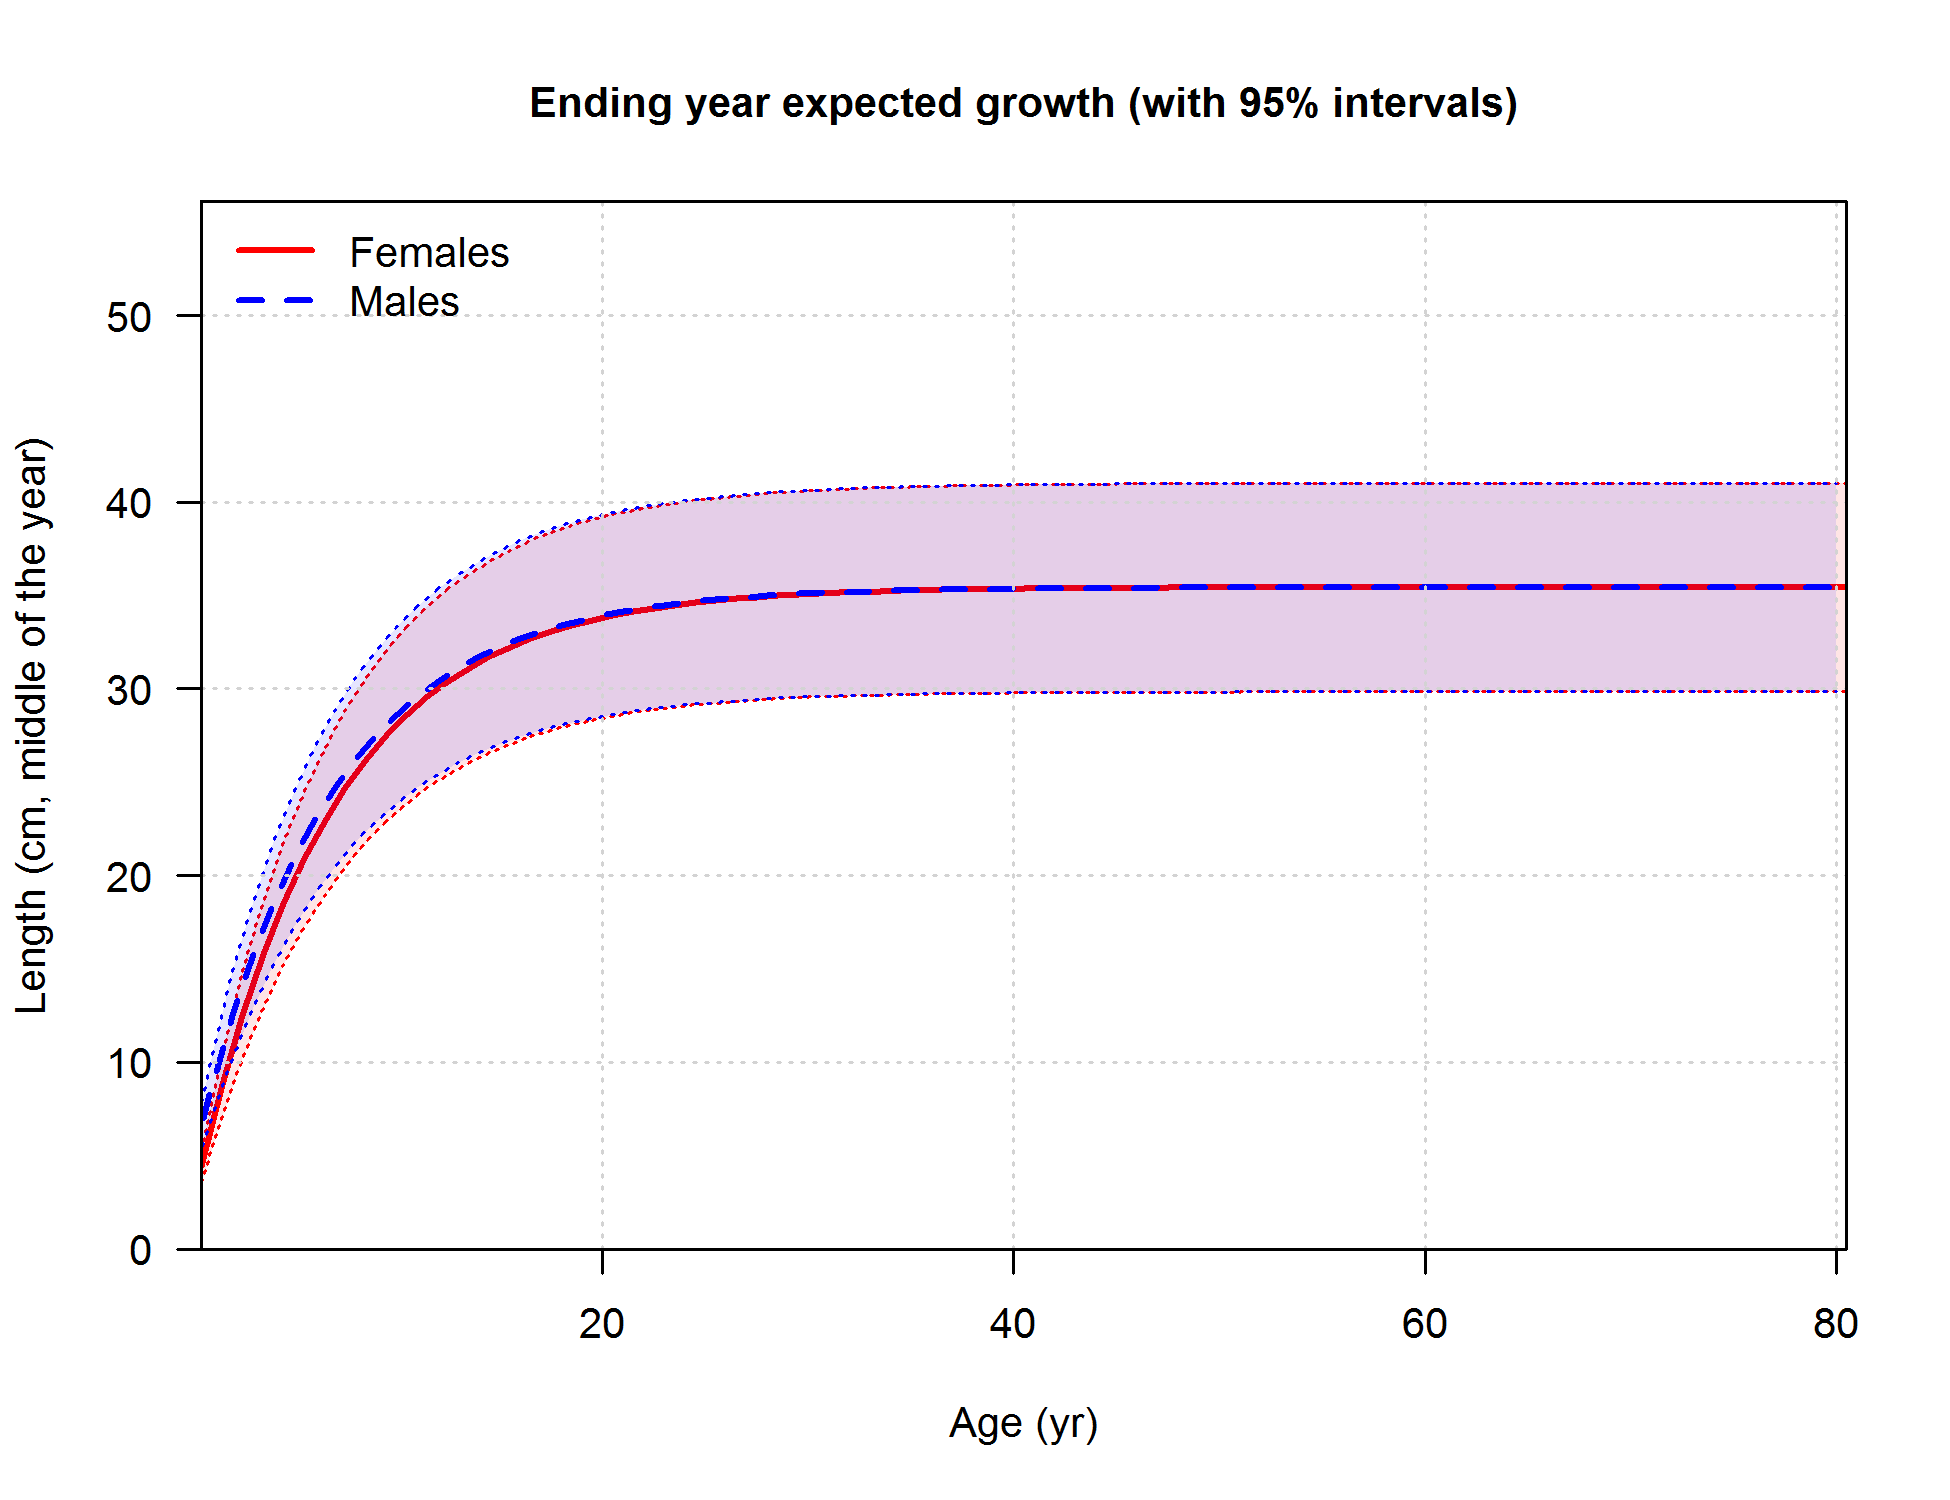 Ending year expected growth (with 95% intervals)
Females
Males
50
40
30
20
10
0
Length (cm, middle of the year)
20 40 60 80
Age (yr)